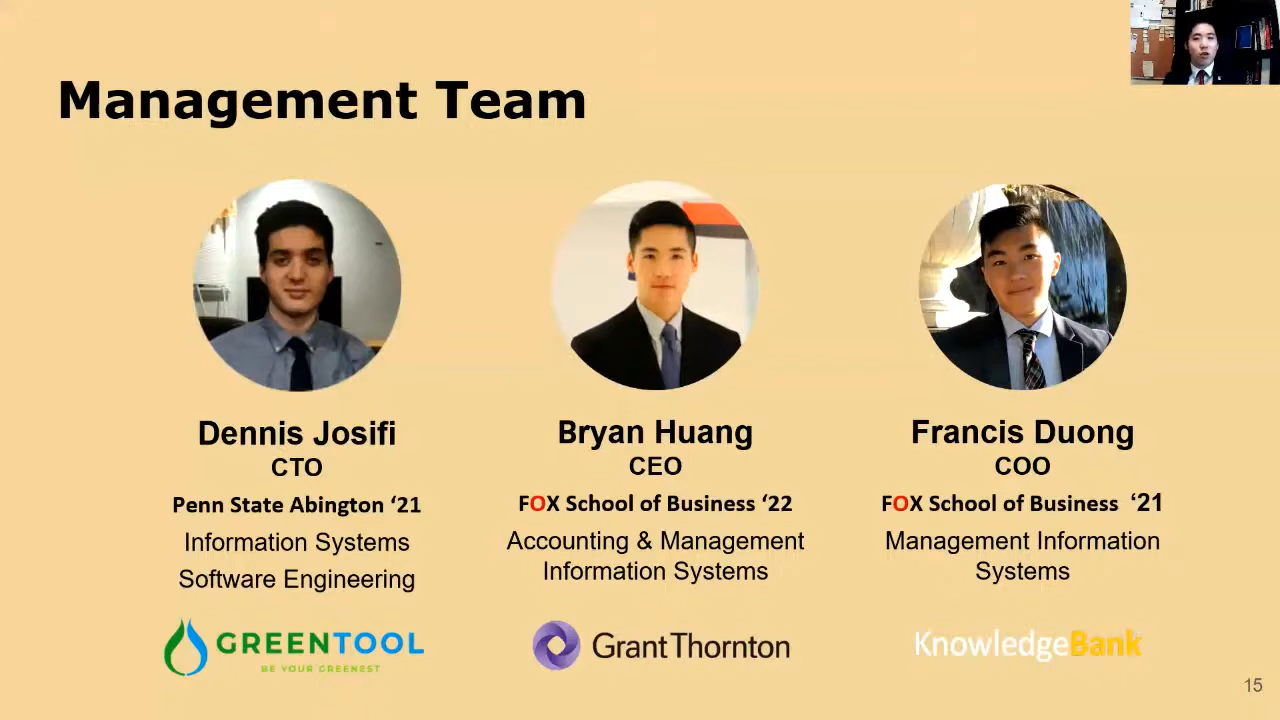 Management Team
Dennis Josifi
CTO
Penn State Abington ‘21
Information Systems
Software Engineering
GREENTOOL
BE YOUR GREENEST
Bryan Huang
CEO
FOX School of Business ‘22
Accounting & Management
Information Systems
GrantThornton
Francis Duong
COO
FOX School of Business ‘21
Management Information
Systems
KnowledgeBank
15